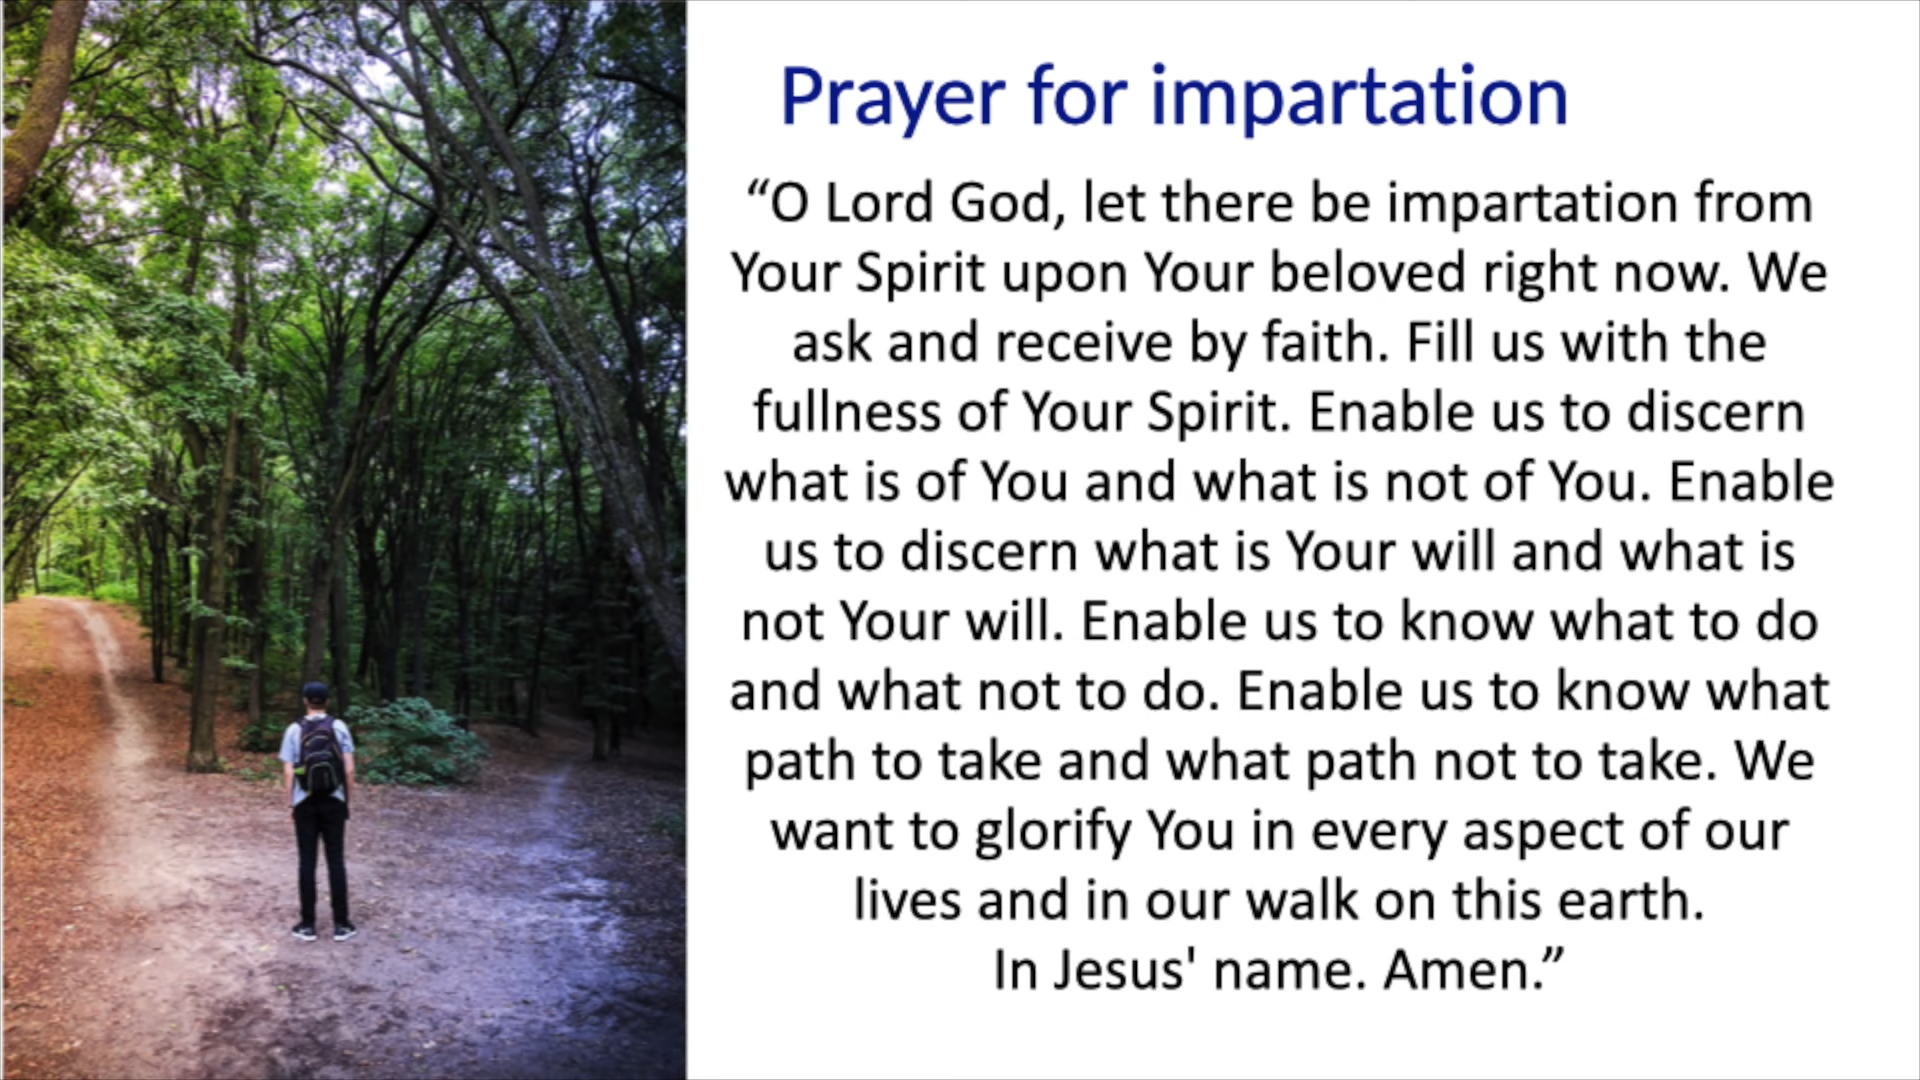 Prayer for impartation
“O Lord God, let there be impartation from
Your Spirit upon Your beloved right now. We
ask and receive by faith. Fill us with the
fullness of Your Spirit. Enable us to discern
what is of You and what is not of You. Enable
us to discern what is Your will and what is
not Your will. Enable us to know what to do
and what not to do. Enable us to know what
path to take and what path not to take. We
want to glorify You in every aspect of our
lives and in our walk on this earth.
In Jesus' name. Amen.”